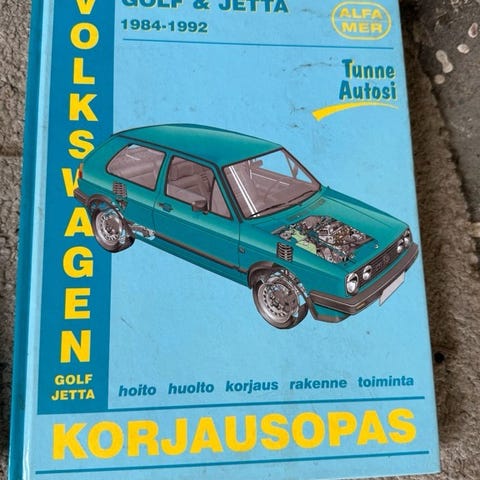 GOLF & JETTA
1984-1992
ALFA
MER
Tunne
Autosi
VOLKSWAGEN
GOLF
JETTA
hoito huolto korjaus rakenne toiminta
KORJAUSOPAS